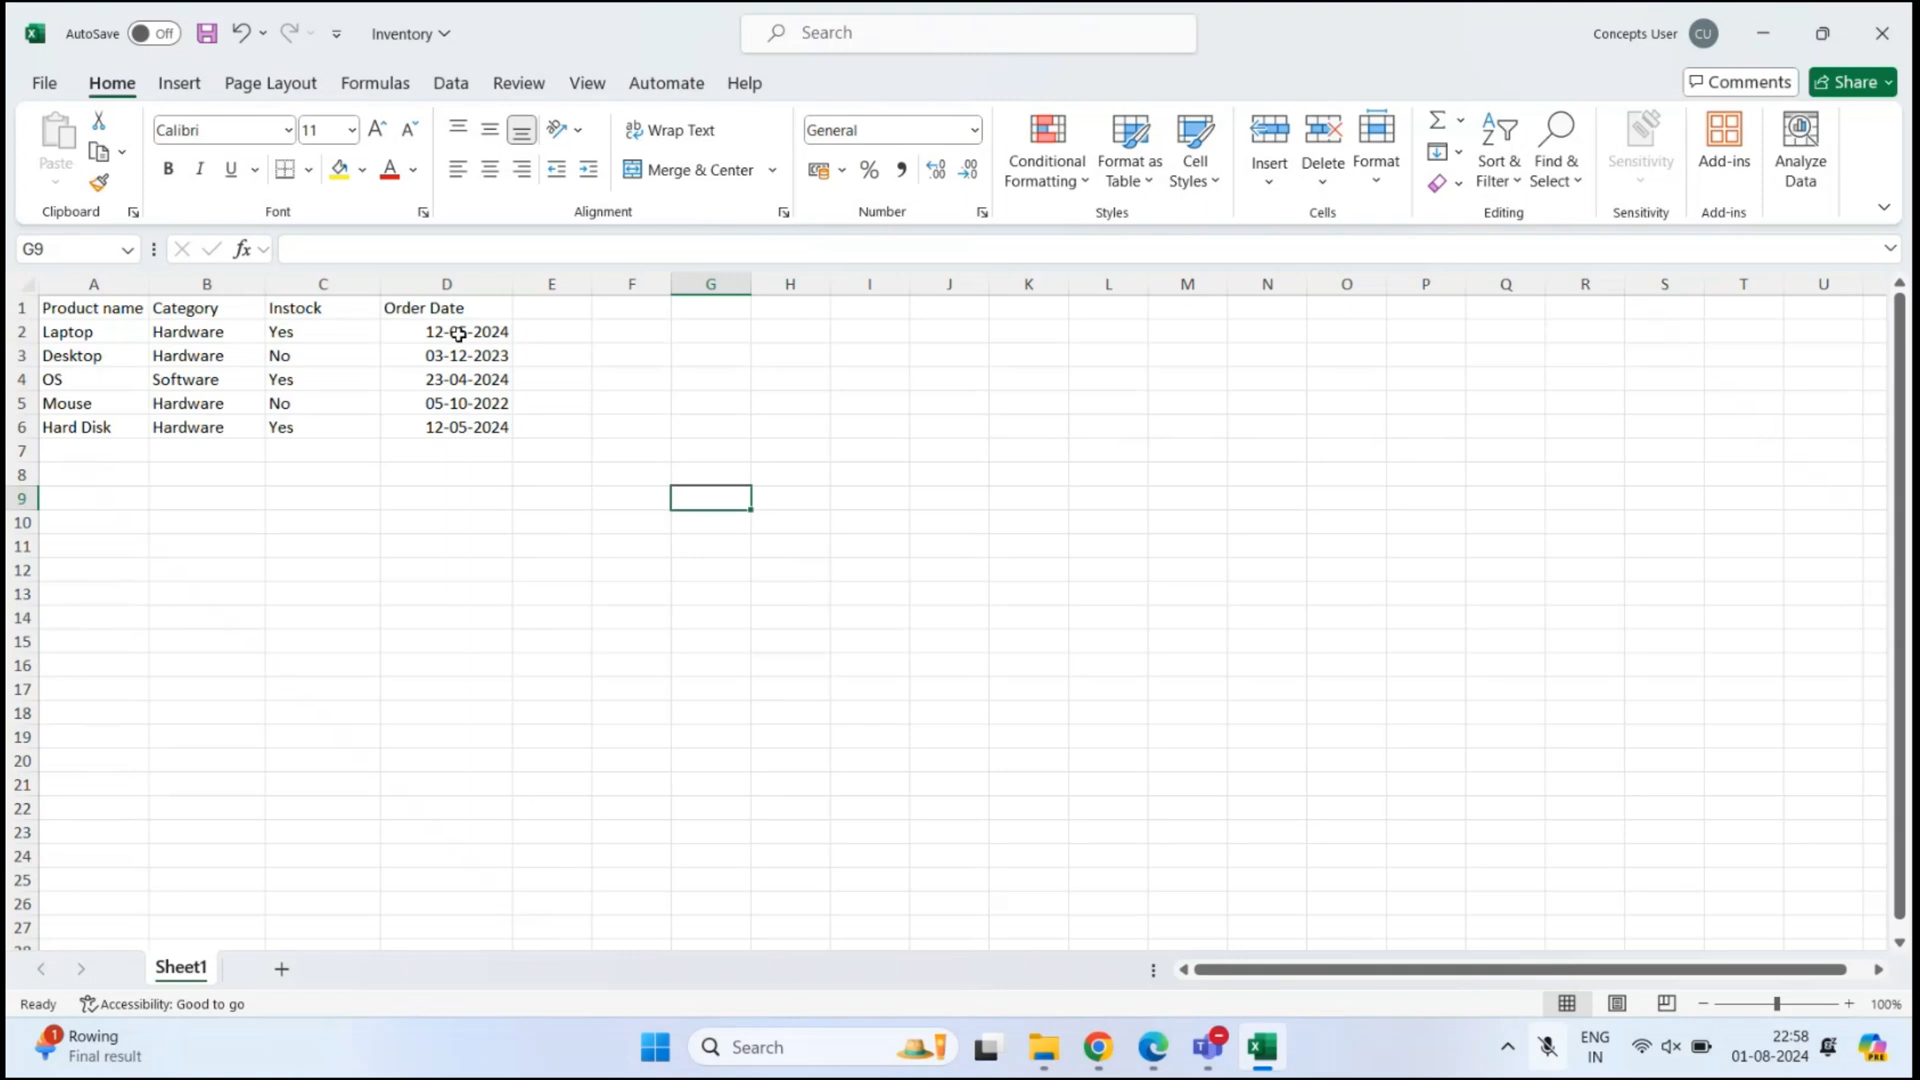 AutoSave Off Inventory Search Concepts User CU
File Home Insert Page Layout Formulas Data Review View Automate Help Comments Share
Paste Calibri 11 Wrap Text General Conditional Formatting Format as Table Cell Styles Insert Delete Format Sort & Filter Find & Select Sensitivity Add-ins Analyze Data
B I U Merge & Center % ,
Clipboard Font Alignment Number Styles Cells Editing Sensitivity Add-ins
G9 fx
A B C D E F G H I J K L M N O P Q R S T U
1 Product name Category Instock Order Date
2 Laptop Hardware Yes 12-05-2024
3 Desktop Hardware No 03-12-2023
4 OS Software Yes 23-04-2024
5 Mouse Hardware No 05-10-2022
6 Hard Disk Hardware Yes 12-05-2024
7
8
9
10
11
12
13
14
15
16
17
18
19
20
21
22
23
24
25
26
27
28
Sheet1
Ready Accessibility: Good to go 100%
1 Rowing Search ENG 22:58
Final result IN 01-08-2024 PRE